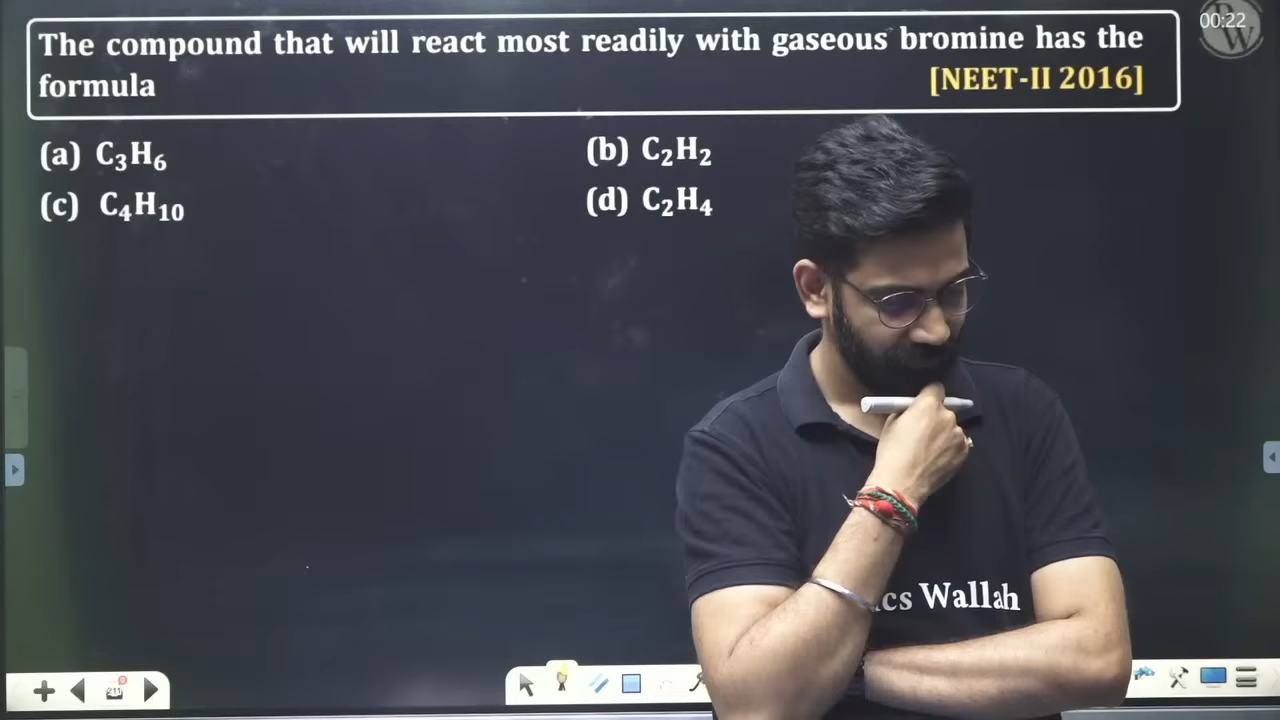 00:22
The compound that will react most readily with gaseous bromine has the
formula [NEET-II 2016]
(a) C₃H₆ (b) C₂H₂
(c) C₄H₁₀ (d) C₂H₄
Wallah